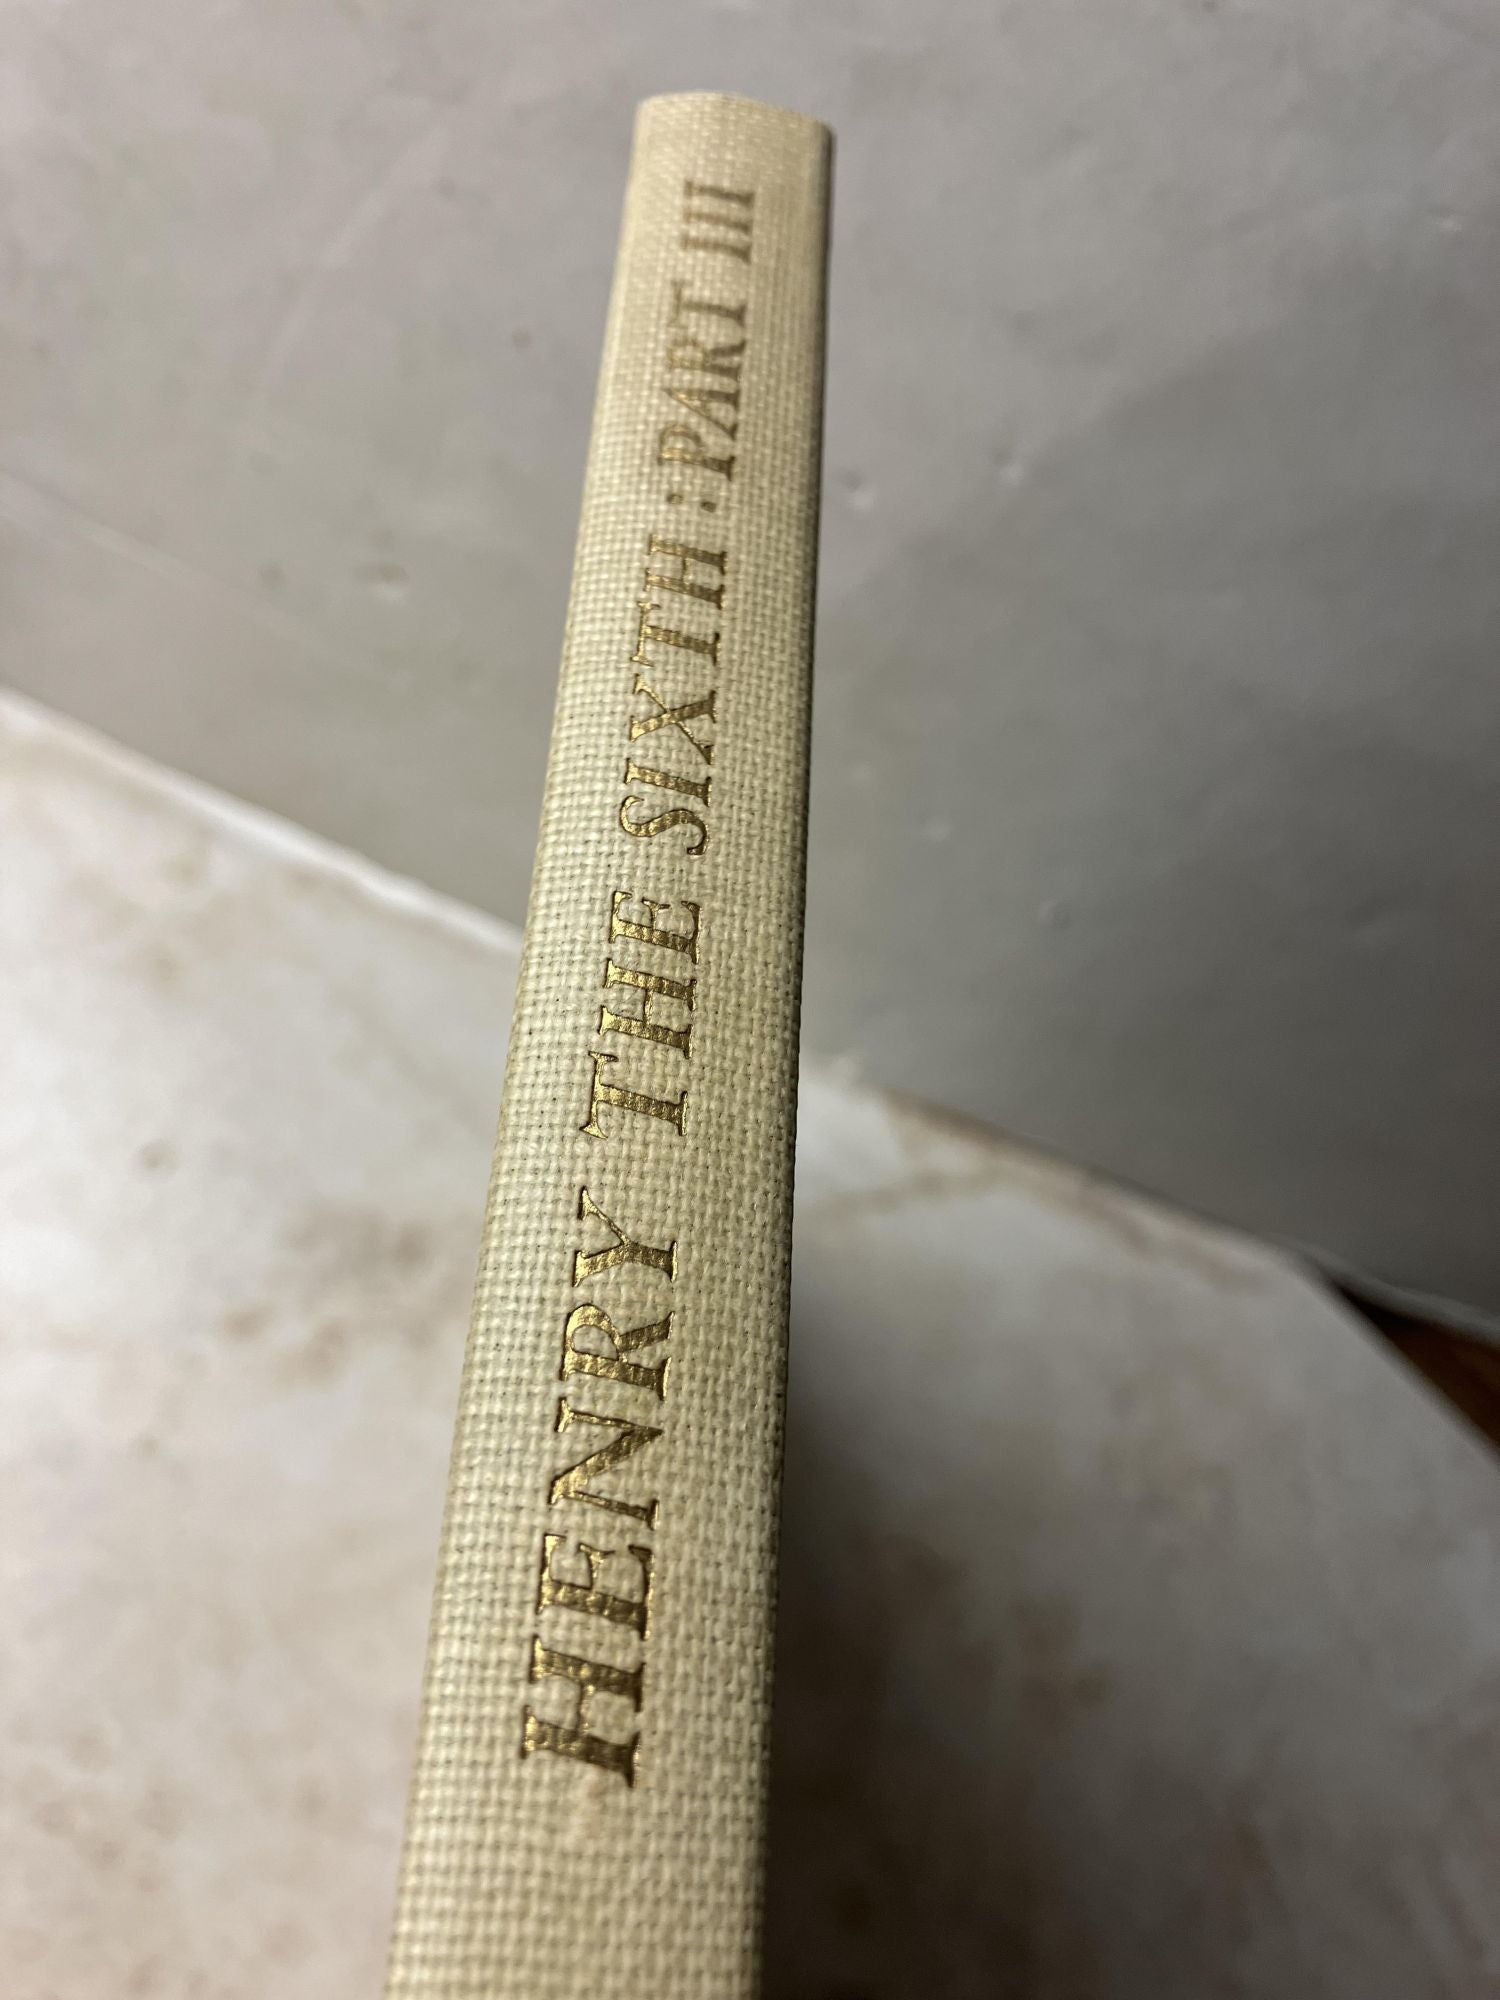 HENRY THE SIXTH : PART III